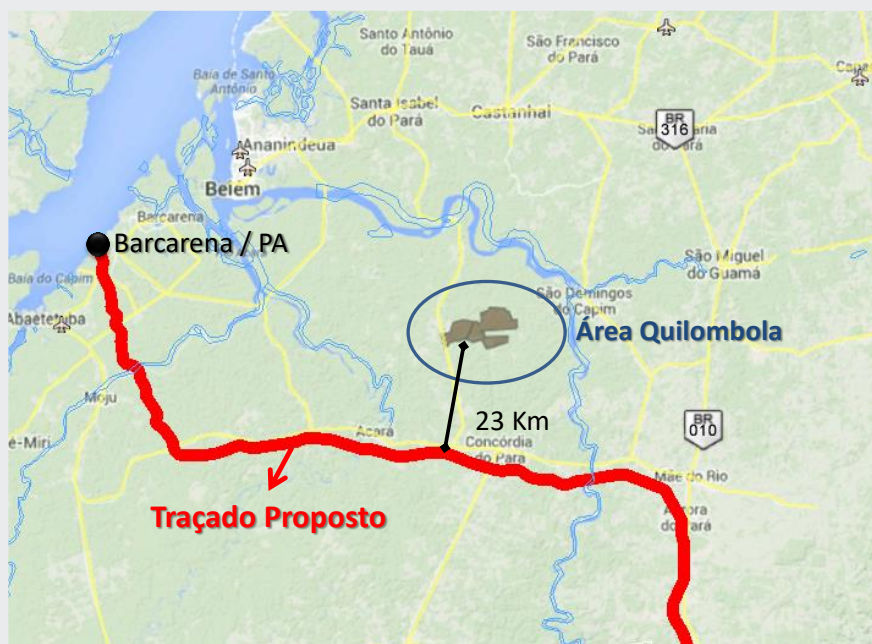 Santo Antônio
do Tauá
São Francisco
do Pará
Baía de Santo
Antônio
Santa Isabel
do Pará
Castanhal
BR
316
Ananindeua
Belém
Barcarena
Barcarena / PA
São Miguel
do Guamá
Baía do Capim
São Domingos
do Capim
Abaetetuba
Área Quilombola
Moju
23 Km
BR
010
é-Miri
Acará
Concórdia
do Pará
Mãe do Rio
Traçado Proposto